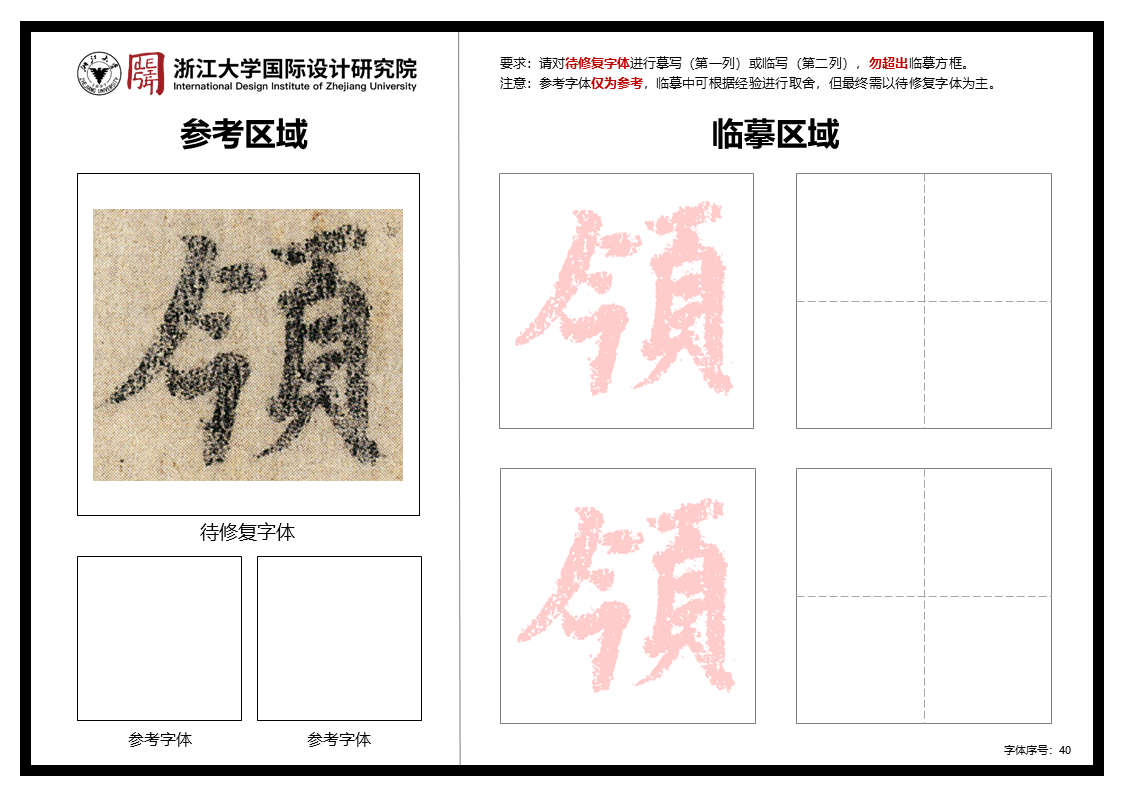 浙江大学国际设计研究院
International Design Institute of Zhejiang University
参考区域
領
待修复字体
参考字体 参考字体
要求：请对待修复字体进行摹写（第一列）或临写（第二列），勿超出临摹方框。
注意：参考字体仅为参考，临摹中可根据经验进行取舍，但最终需以待修复字体为主。
临摹区域
領
領
字体序号：40